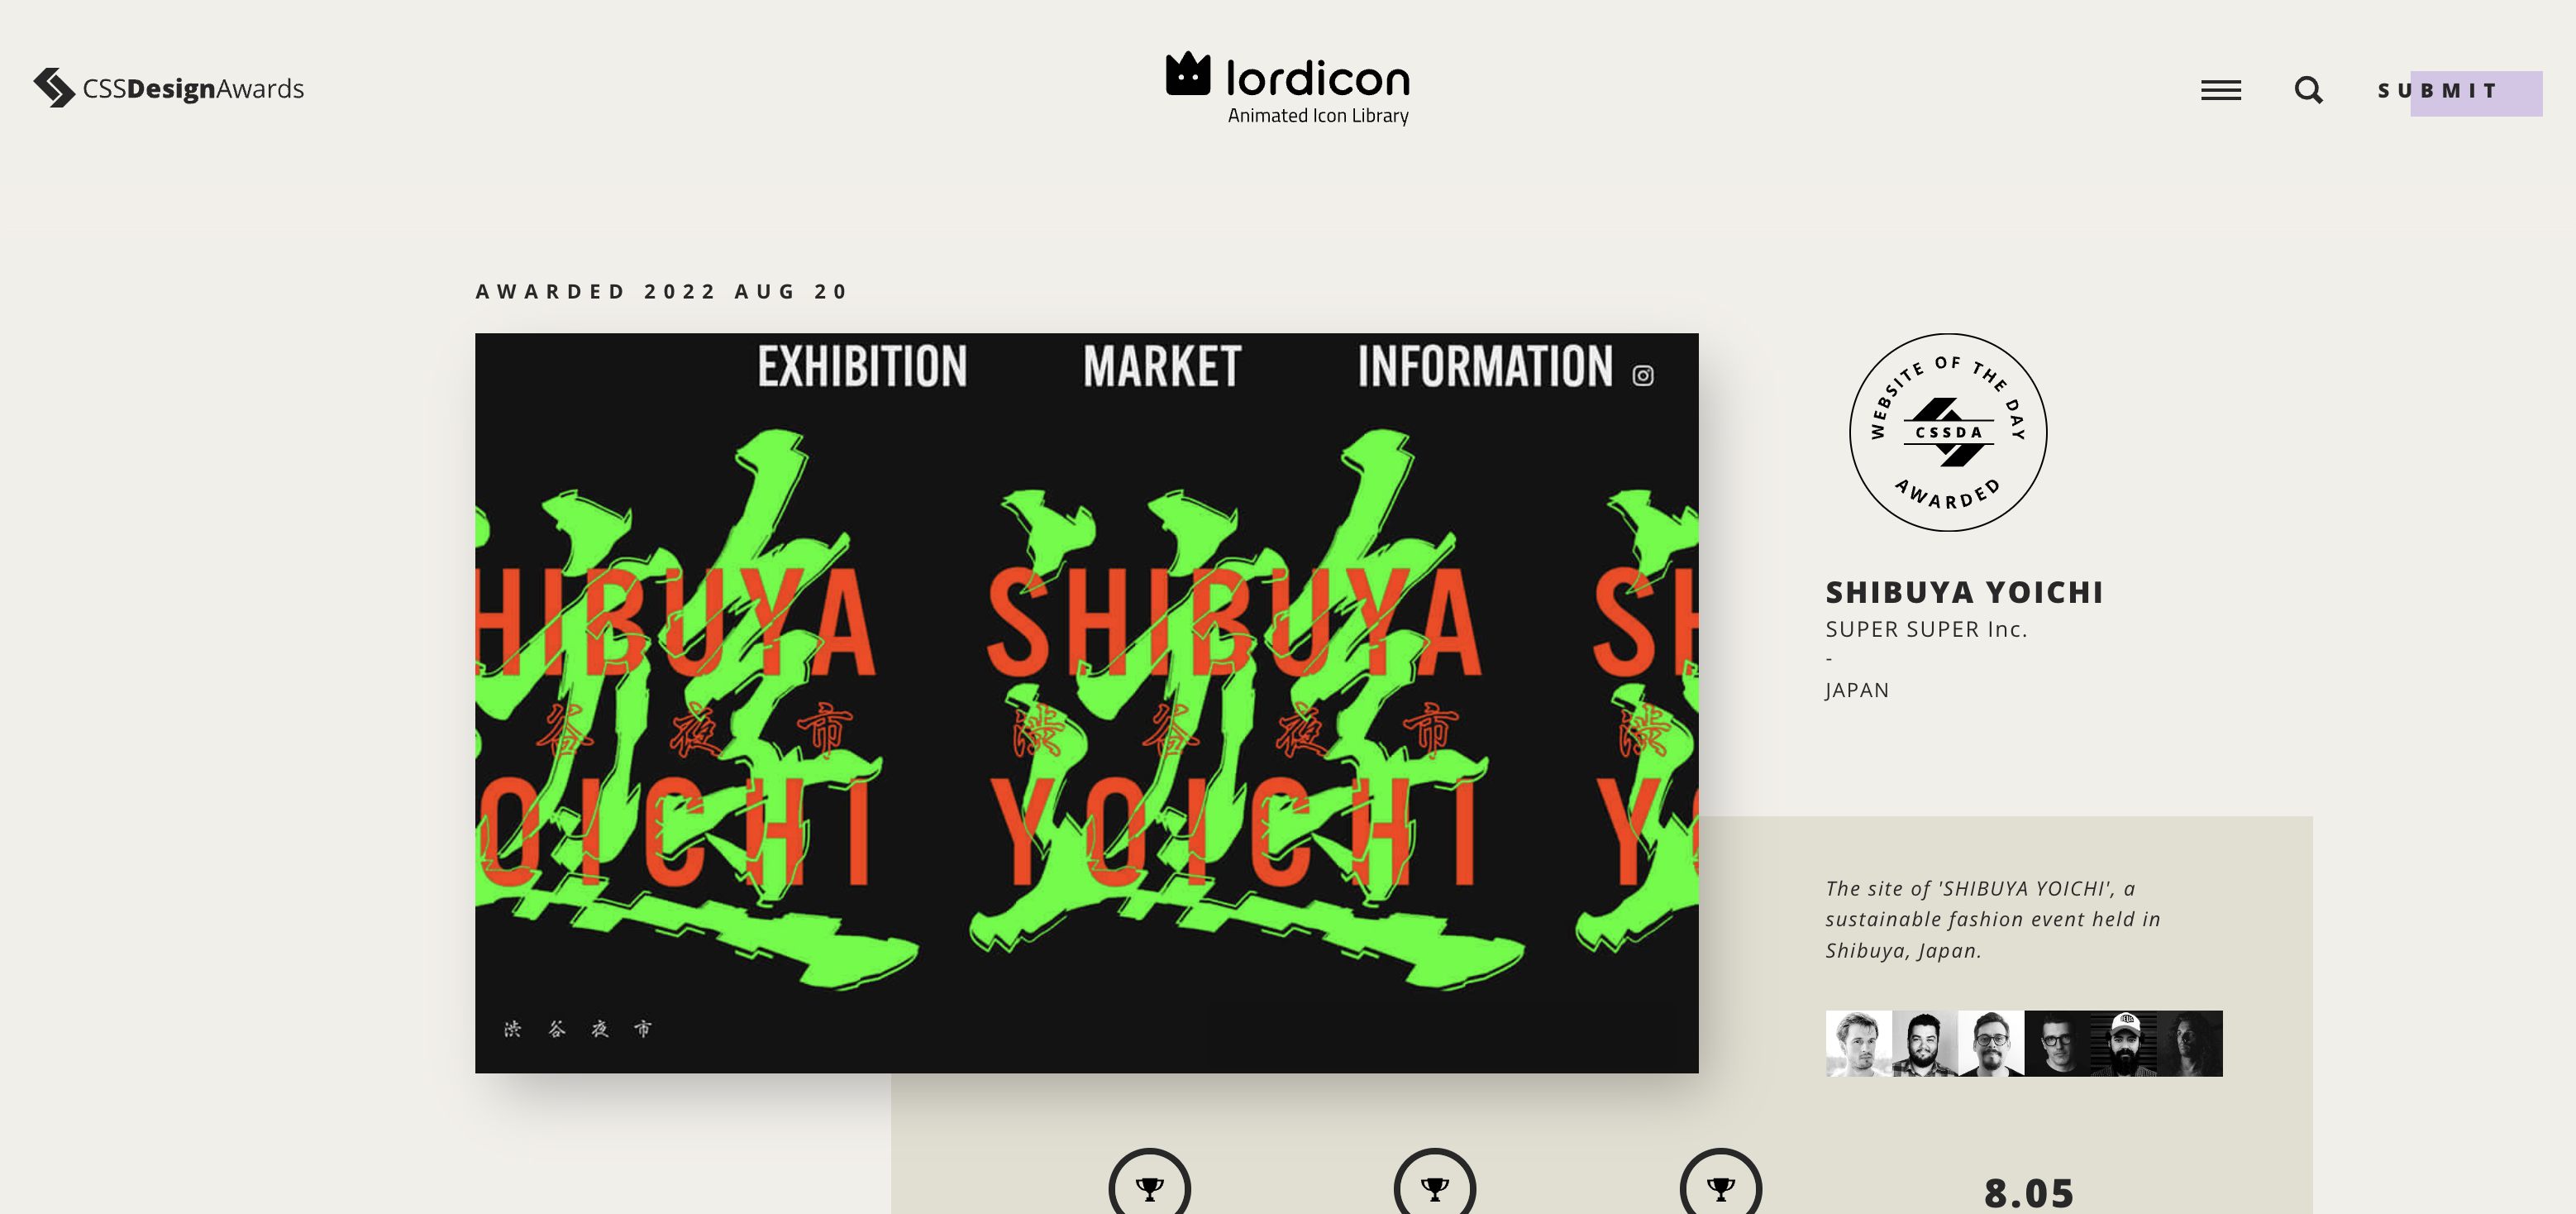 CSSDesignAwards
lordicon
Animated Icon Library
SUBMIT
AWARDED 2022 AUG 20
EXHIBITION MARKET INFORMATION
HIBUYA SHIBUYA SH
谷夜市 渋谷夜市 渋
OICHI YOICHI Y
渋谷夜市
WEBSITE OF THE DAY
CSSDA
AWARDED
SHIBUYA YOICHI
SUPER SUPER Inc.
-
JAPAN
The site of 'SHIBUYA YOICHI', a
sustainable fashion event held in
Shibuya, Japan.
8.05